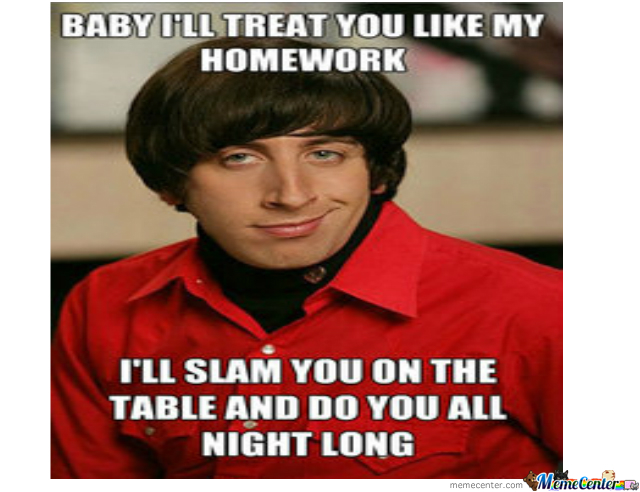 BABY I'LL TREAT YOU LIKE MY
HOMEWORK
I'LL SLAM YOU ON THE
TABLE AND DO YOU ALL
NIGHT LONG
memecenter.com MemeCenter